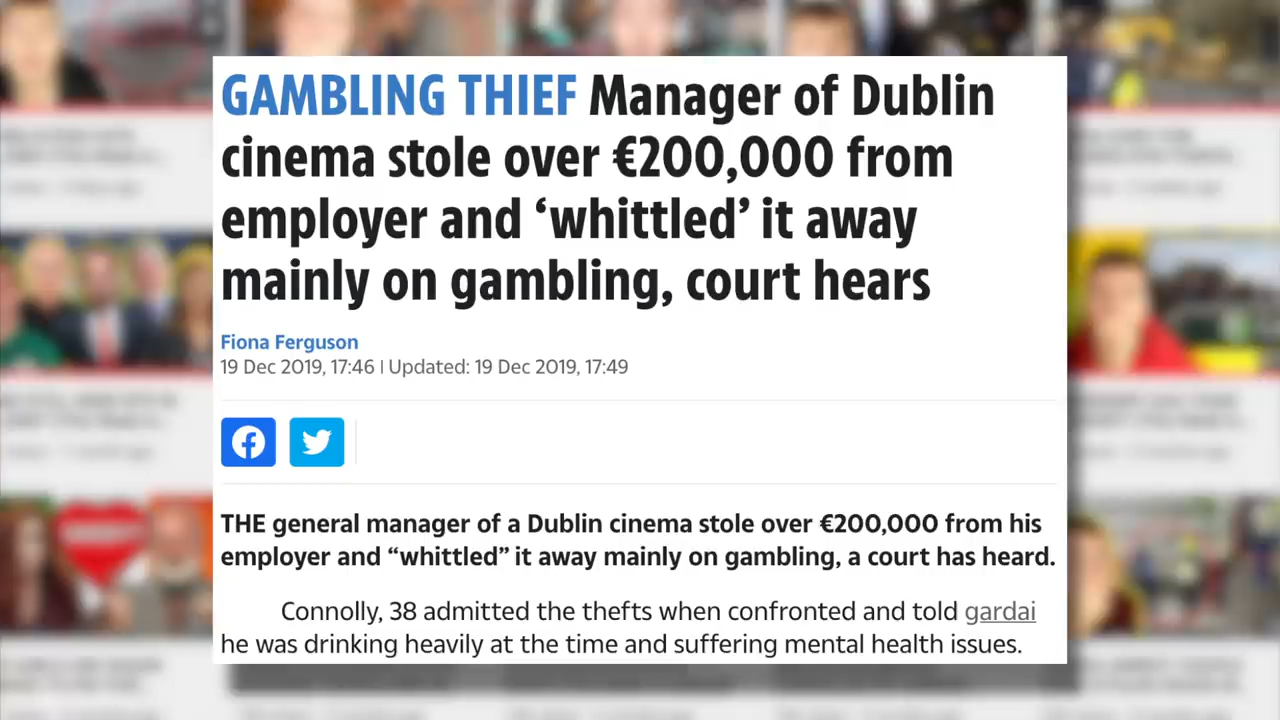 GAMBLING THIEF Manager of Dublin
cinema stole over €200,000 from
employer and ‘whittled’ it away
mainly on gambling, court hears
Fiona Ferguson
19 Dec 2019, 17:46 | Updated: 19 Dec 2019, 17:49
THE general manager of a Dublin cinema stole over €200,000 from his
employer and “whittled” it away mainly on gambling, a court has heard.
Connolly, 38 admitted the thefts when confronted and told gardai
he was drinking heavily at the time and suffering mental health issues.